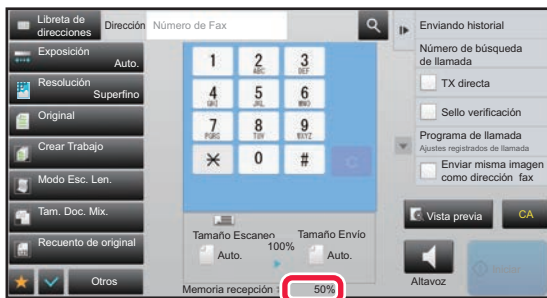 Libreta de
direcciones
Dirección
Número de Fax
Exposición
Auto.
Resolución
Superfino
Original
Crear Trabajo
Modo Esc. Len.
Tam. Doc. Mix.
Recuento de original
Otros
1
2
ABC
3
DEF
4
GHI
5
JKL
6
MNO
7
PQRS
8
TUV
9
WXYZ
0
#
C
Tamaño Escaneo
Tamaño Envio
100%
Auto.
Auto.
Memoria recepción :
50%
Enviando historial
Número de búsqueda
de llamada
TX directa
Sello verificación
Programa de llamada
Ajustes registrados de llamada
Enviar misma imagen
como dirección fax
Vista previa
CA
Altavoz